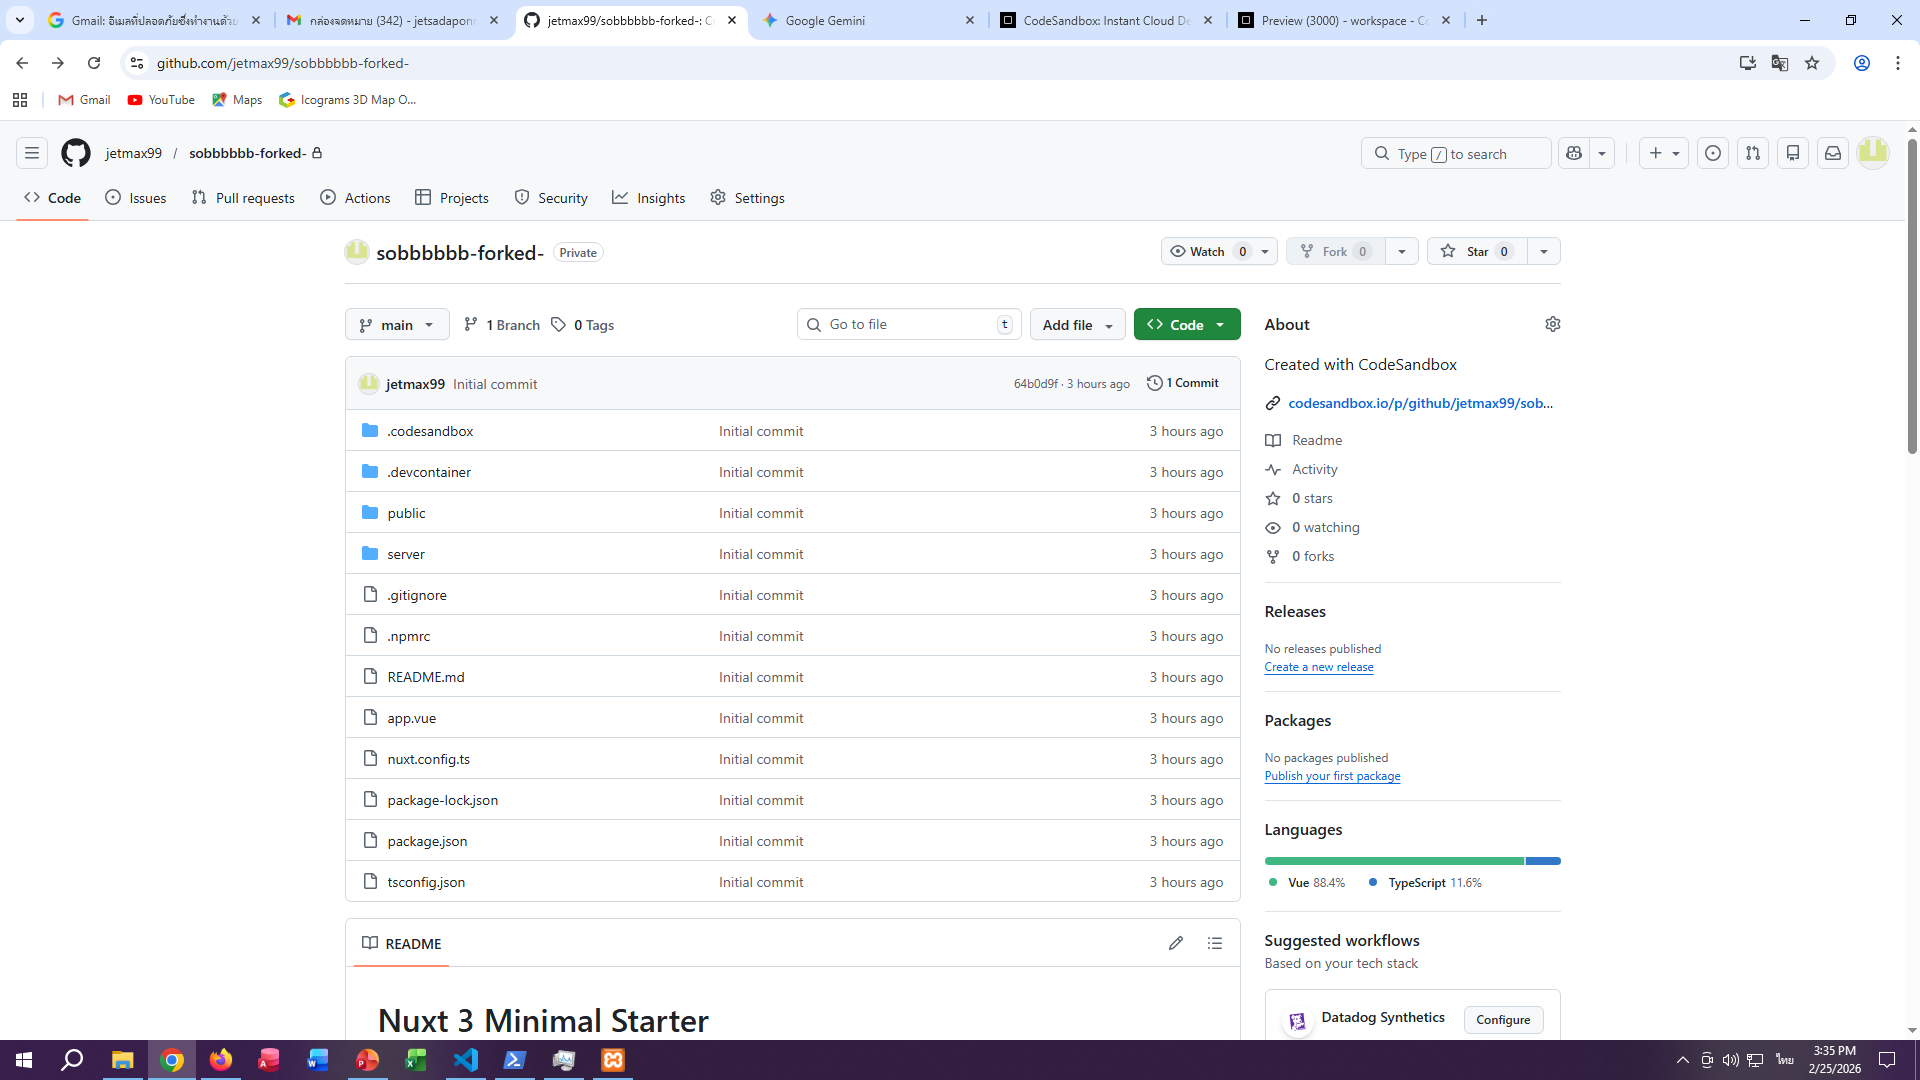 Gmail: อีเมลที่ปลอดภัยซึ่งทำงานด้วย
กล่องจดหมาย (342) - jetsadapon
jetmax99/sobbbbbb-forked-: C
Google Gemini
CodeSandbox: Instant Cloud De
Preview (3000) - workspace - Co
github.com/jetmax99/sobbbbbb-forked-
Gmail
YouTube
Maps
Icograms 3D Map O...
jetmax99 / sobbbbbb-forked-
Type / to search
Code
Issues
Pull requests
Actions
Projects
Security
Insights
Settings
sobbbbbb-forked- Private
Watch 0
Fork 0
Star 0
main
1 Branch
0 Tags
Go to file t
Add file
Code
jetmax99 Initial commit 64b0d9f · 3 hours ago 1 Commit
.codesandbox Initial commit 3 hours ago
.devcontainer Initial commit 3 hours ago
public Initial commit 3 hours ago
server Initial commit 3 hours ago
.gitignore Initial commit 3 hours ago
.npmrc Initial commit 3 hours ago
README.md Initial commit 3 hours ago
app.vue Initial commit 3 hours ago
nuxt.config.ts Initial commit 3 hours ago
package-lock.json Initial commit 3 hours ago
package.json Initial commit 3 hours ago
tsconfig.json Initial commit 3 hours ago
README
Nuxt 3 Minimal Starter
About
Created with CodeSandbox
codesandbox.io/p/github/jetmax99/sob...
Readme
Activity
0 stars
0 watching
0 forks
Releases
No releases published
Create a new release
Packages
No packages published
Publish your first package
Languages
Vue 88.4% TypeScript 11.6%
Suggested workflows
Based on your tech stack
Datadog Synthetics
Configure
ไทย
3:35 PM
2/25/2026